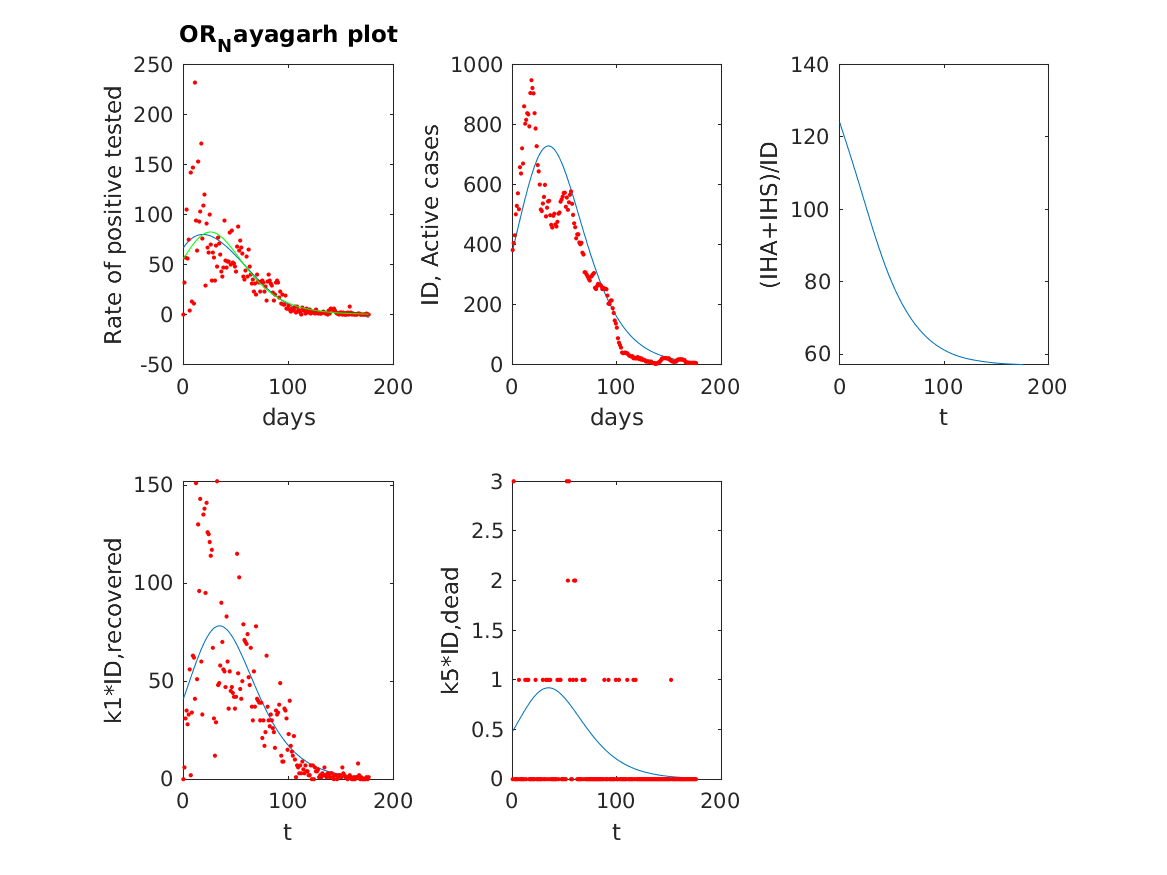 OR_Nayagarh plot
250
200
150
100
50
0
-50
0 100 200
days
Rate of positive tested
1000
800
600
400
200
0
0 100 200
days
ID, Active cases
140
120
100
80
60
0 100 200
t
(IHA+IHS)/ID
150
100
50
0
0 100 200
t
k1*ID,recovered
3
2.5
2
1.5
1
0.5
0
0 100 200
t
k5*ID,dead